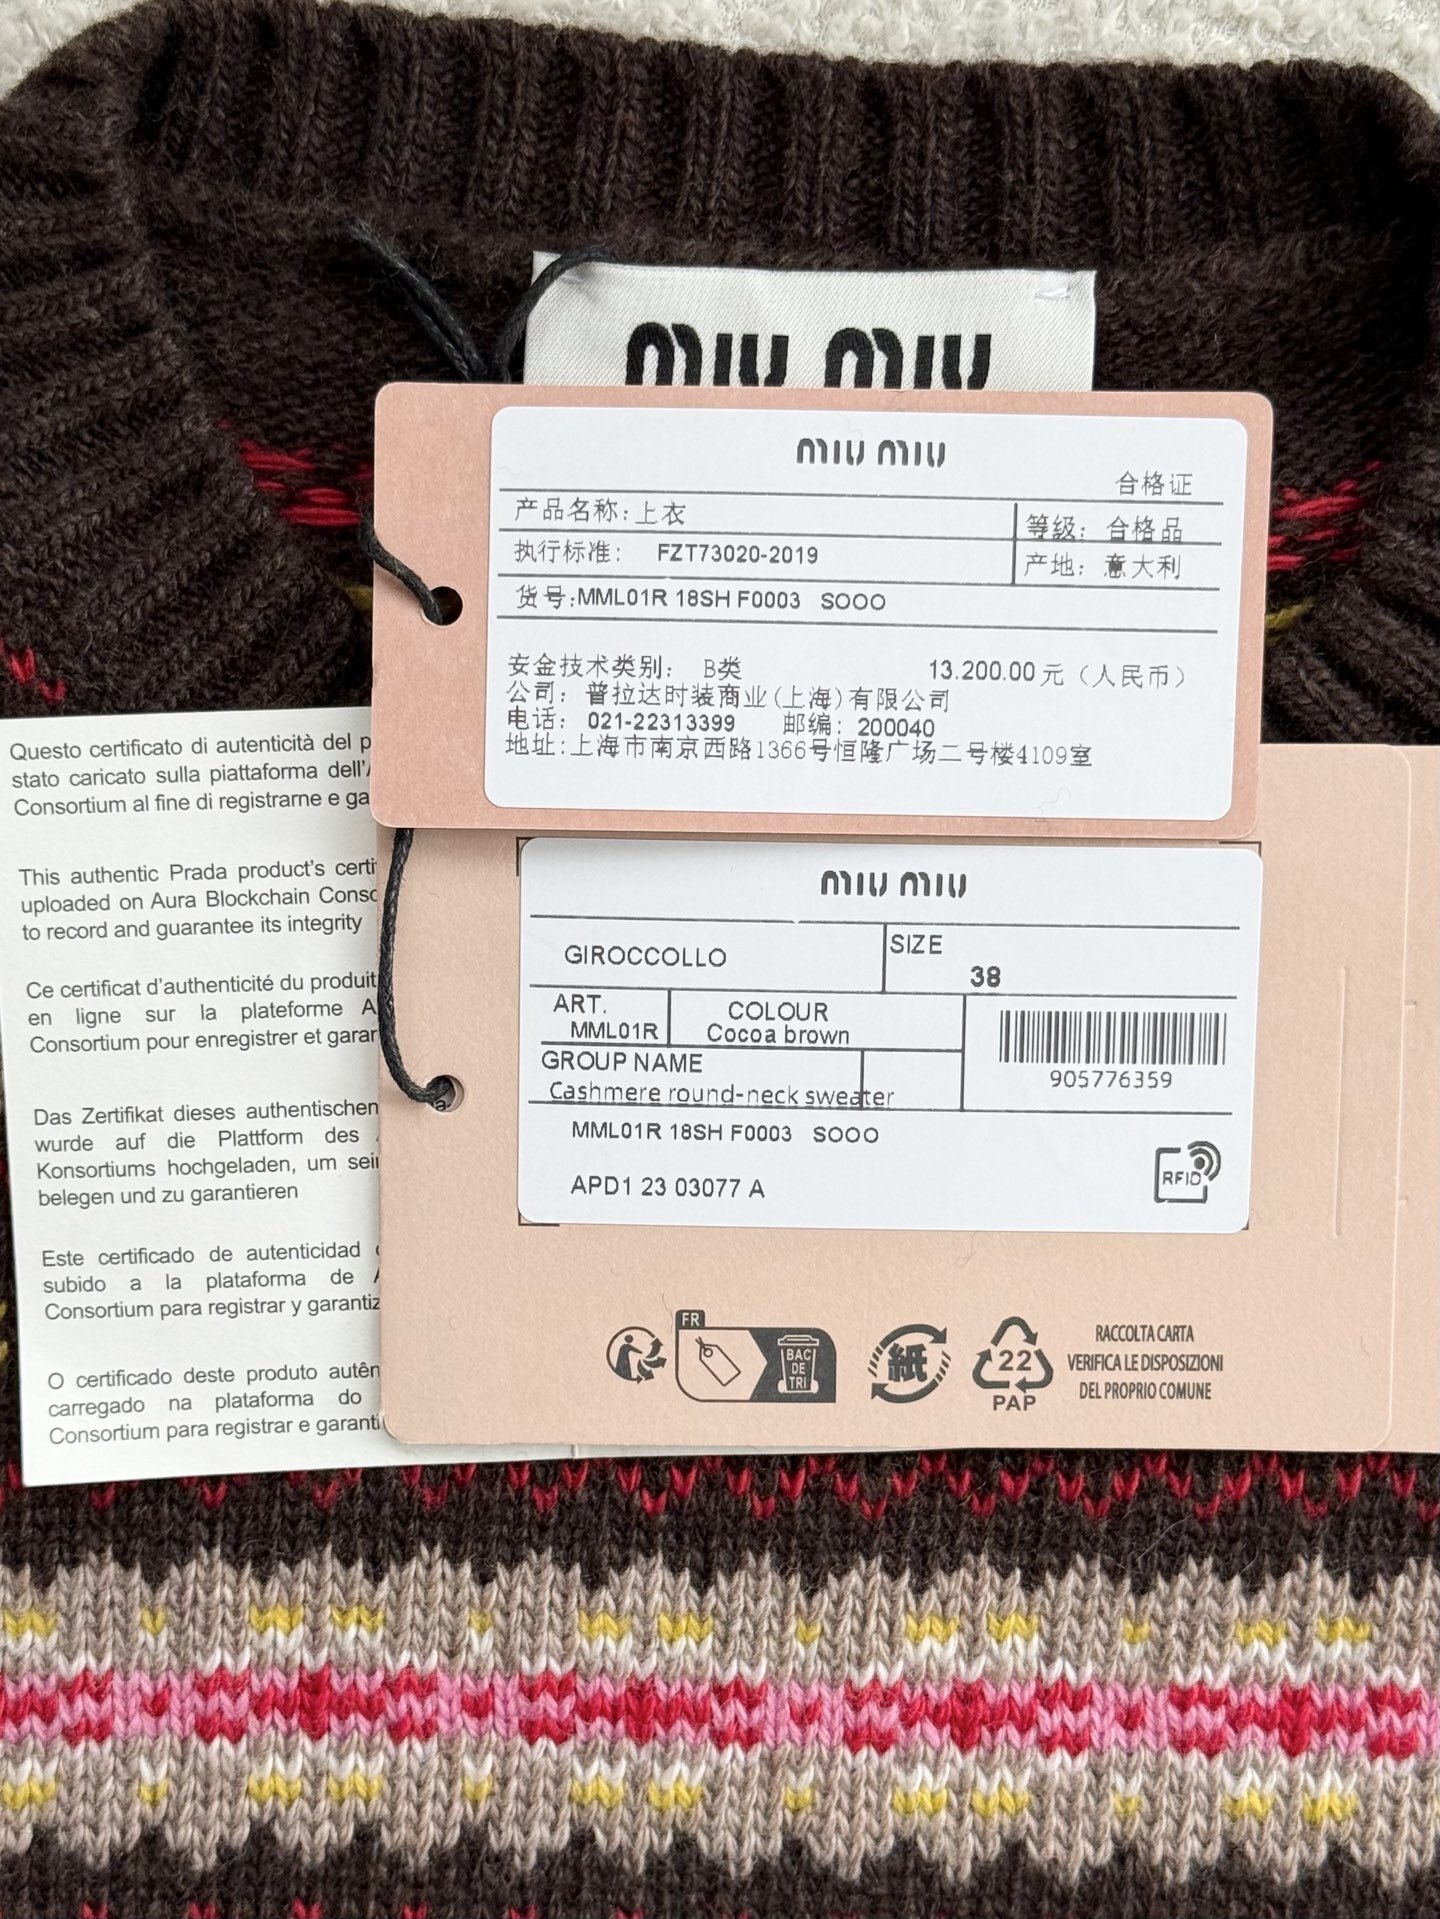 miu miu
miu miu
合格证
产品名称:上衣
等级: 合格品
执行标准: FZT73020-2019
产地: 意大利
货号:MML01R 18SH F0003 SOOO
安金技术类别: B类
13.200.00元（人民币）
公司: 普拉达时装商业(上海)有限公司
电话: 021-22313399 邮编: 200040
地址:上海市南京西路1366号恒隆广场二号楼4109室
Questo certificato di autenticità del p
stato caricato sulla piattaforma dell'
Consortium al fine di registrarne e ga
This authentic Prada product's certi
uploaded on Aura Blockchain Conso
to record and guarantee its integrity
Ce certificat d'authenticité du produit
en ligne sur la plateforme A
Consortium pour enregistrer et garan
Das Zertifikat dieses authentischen
wurde auf die Plattform des
Konsortiums hochgeladen, um sein
belegen und zu garantieren
Este certificado de autenticidad
subido a la plataforma de
Consortium para registrar y garantiz
O certificado deste produto autên
carregado na plataforma do
Consortium para registrar e garanti
miu miu
GIROCCOLLO
SIZE
38
ART.
MML01R
COLOUR
Cocoa brown
GROUP NAME
Cashmere round-neck sweater
905776359
MML01R 18SH F0003 SOOO
APD1 23 03077 A
RFID
FR
BAC
DE
TRI
紙
22
PAP
RACCOLTA CARTA
VERIFICA LE DISPOSIZIONI
DEL PROPRIO COMUNE